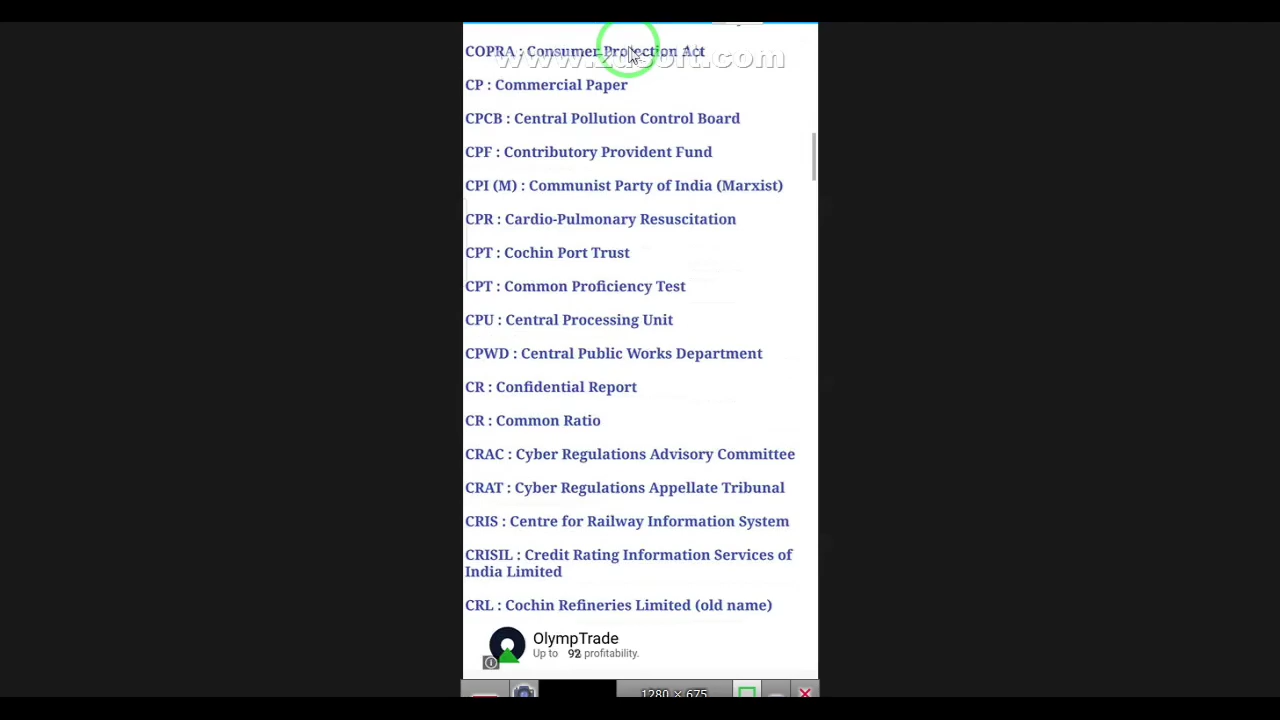 COPRA : Consumer Protection Act
www.zdsoft.com
CP : Commercial Paper
CPCB : Central Pollution Control Board
CPF : Contributory Provident Fund
CPI (M) : Communist Party of India (Marxist)
CPR : Cardio-Pulmonary Resuscitation
CPT : Cochin Port Trust
CPT : Common Proficiency Test
CPU : Central Processing Unit
CPWD : Central Public Works Department
CR : Confidential Report
CR : Common Ratio
CRAC : Cyber Regulations Advisory Committee
CRAT : Cyber Regulations Appellate Tribunal
CRIS : Centre for Railway Information System
CRISIL : Credit Rating Information Services of
India Limited
CRL : Cochin Refineries Limited (old name)
OlympTrade
Up to 92 profitability.
1280 × 675